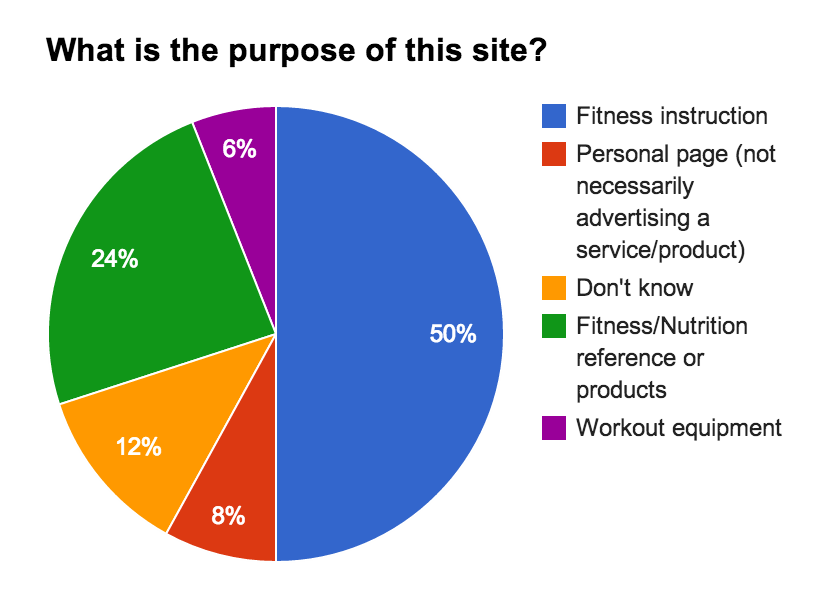 What is the purpose of this site?
6%
24%
50%
12%
8%
Fitness instruction
Personal page (not
necessarily
advertising a
service/product)
Don't know
Fitness/Nutrition
reference or
products
Workout equipment